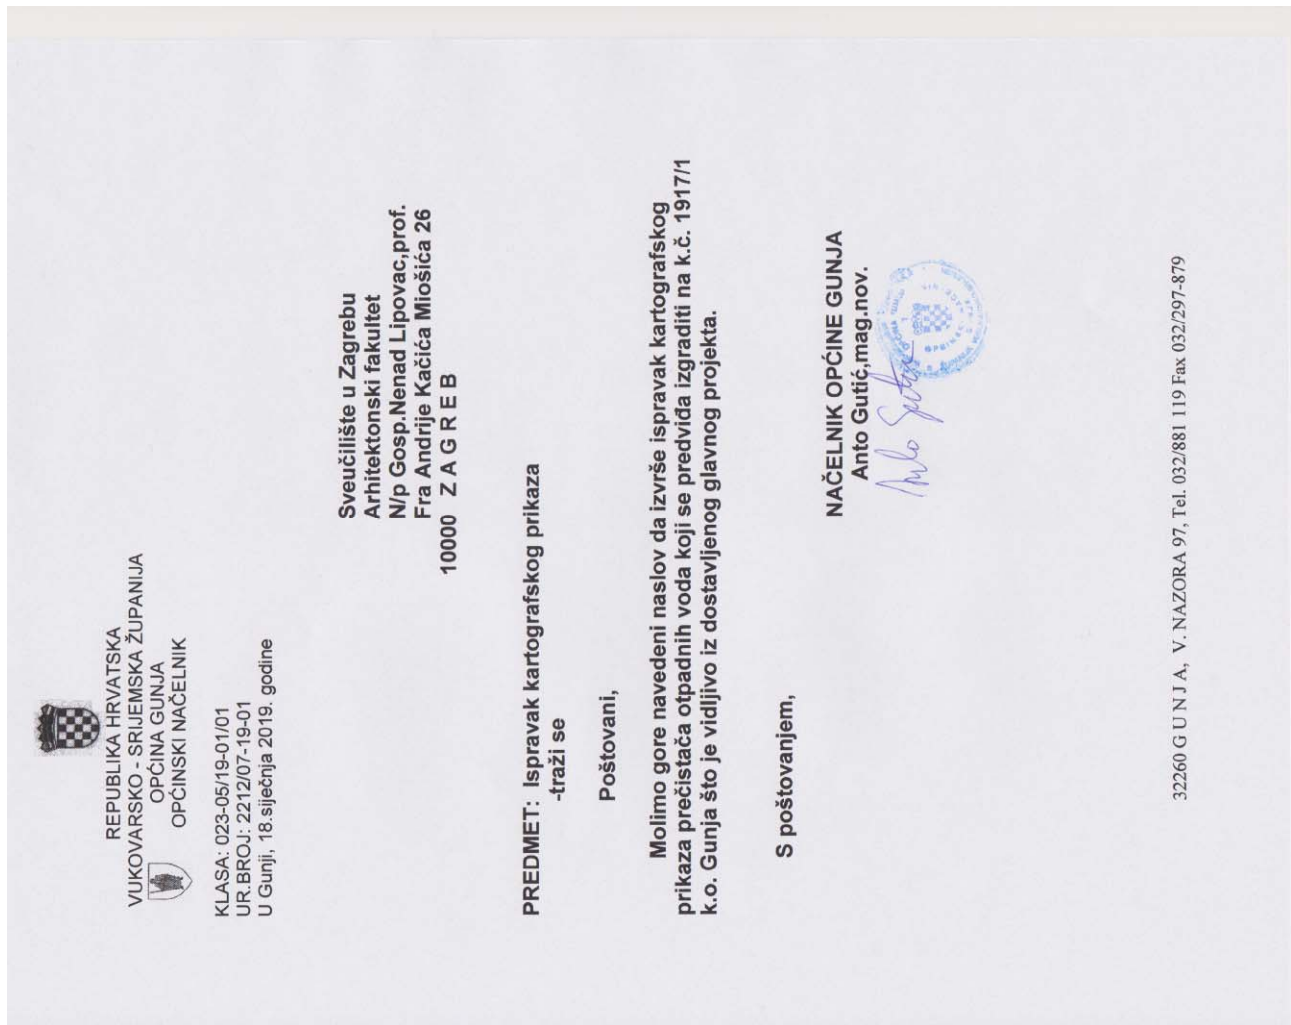 REPUBLIKA HRVATSKA
VUKOVARSKO - SRIJEMSKA ŽUPANIJA
OPĆINA GUNJA
OPĆINSKI NAČELNIK
KLASA: 023-05/19-01/01
UR.BROJ: 2212/07-19-01
U Gunji, 18.siječnja 2019. godine
Sveučilište u Zagrebu
Arhitektonski fakultet
N/p Gosp.Nenad Lipovac,prof.
Fra Andrije Kačića Miošića 26
10000 Z A G R E B
PREDMET: Ispravak kartografskog prikaza
-traži se
Poštovani,
Molimo gore navedeni naslov da izvrše ispravak kartografskog
prikaza prečistača otpadnih voda koji se predviđa izgraditi na k.č. 1917/1
k.o. Gunja što je vidljivo iz dostavljenog glavnog projekta.
S poštovanjem,
NAČELNIK OPĆINE GUNJA
Anto Gutić,mag.nov.
32260 G U N J A, V. NAZORA 97, Tel. 032/881 119 Fax 032/297-879